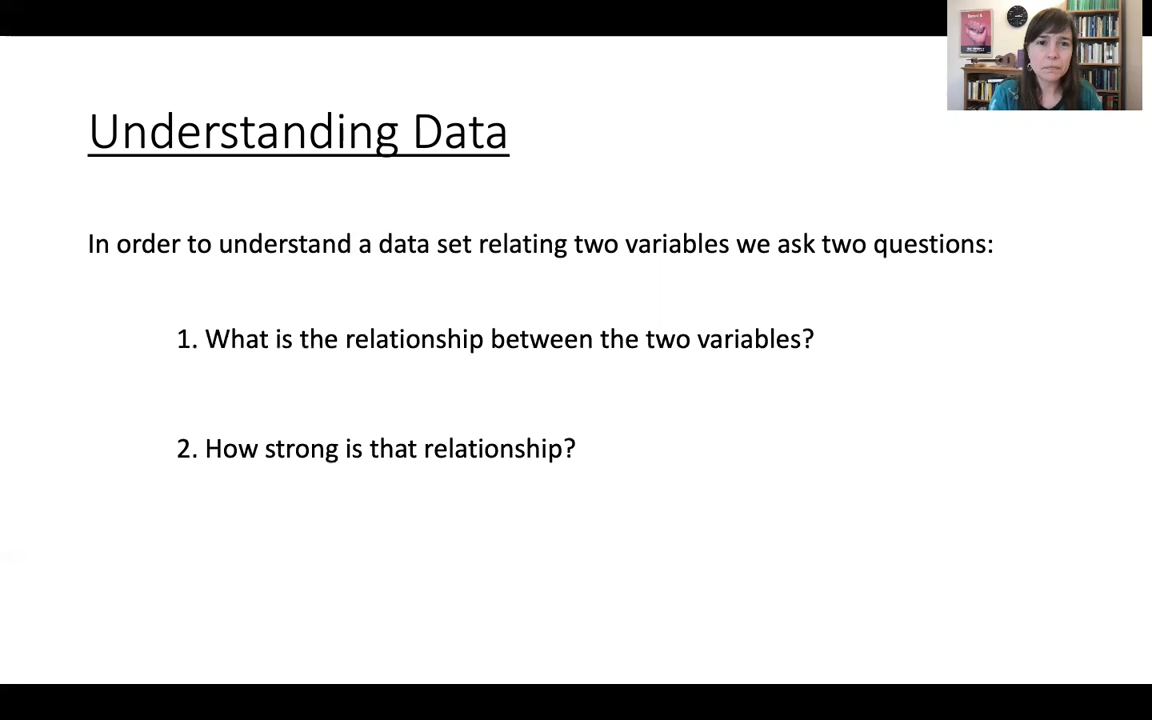 Understanding Data
In order to understand a data set relating two variables we ask two questions:
1. What is the relationship between the two variables?
2. How strong is that relationship?